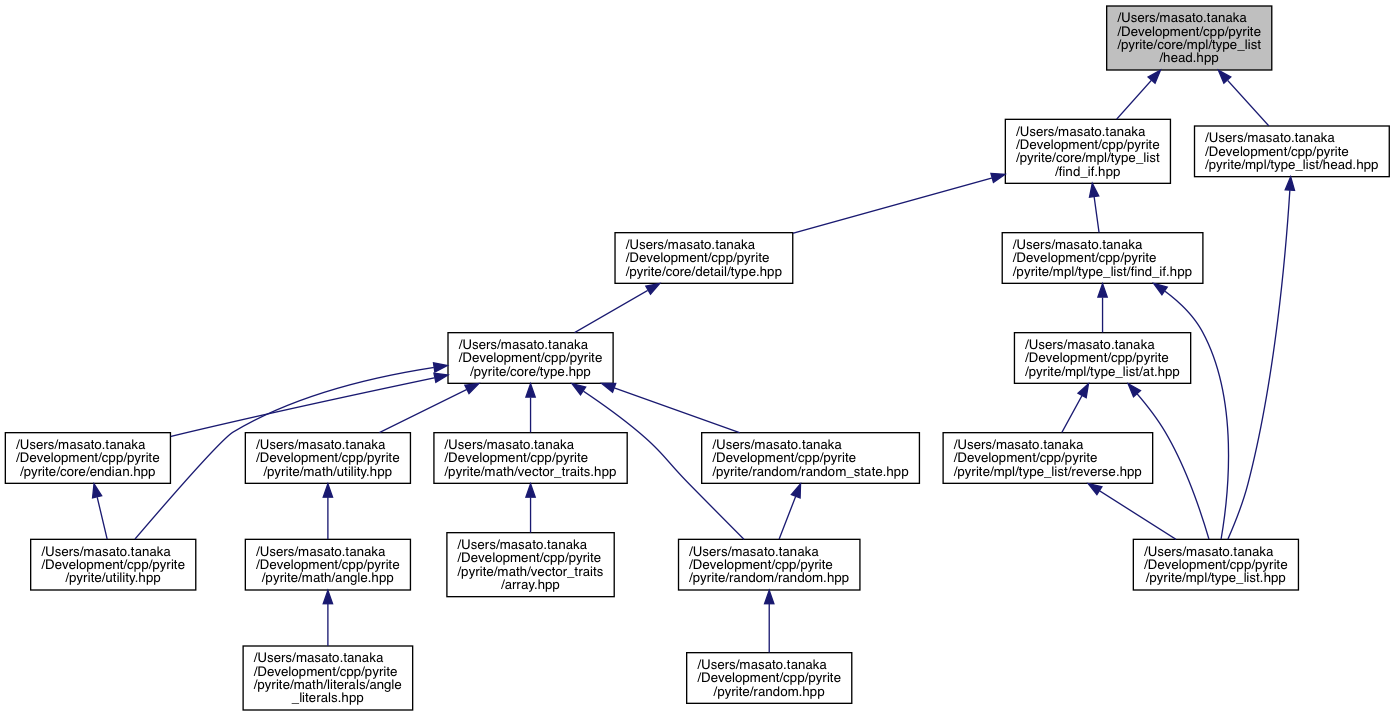 /Users/masato.tanaka
/Development/cpp/pyrite
/pyrite/core/mpl/type_list
/head.hpp
/Users/masato.tanaka
/Development/cpp/pyrite
/pyrite/core/mpl/type_list
/find_if.hpp
/Users/masato.tanaka
/Development/cpp/pyrite
/pyrite/mpl/type_list/head.hpp
/Users/masato.tanaka
/Development/cpp/pyrite
/pyrite/core/detail/type.hpp
/Users/masato.tanaka
/Development/cpp/pyrite
/pyrite/mpl/type_list/find_if.hpp
/Users/masato.tanaka
/Development/cpp/pyrite
/pyrite/core/type.hpp
/Users/masato.tanaka
/Development/cpp/pyrite
/pyrite/mpl/type_list/at.hpp
/Users/masato.tanaka
/Development/cpp/pyrite
/pyrite/core/endian.hpp
/Users/masato.tanaka
/Development/cpp/pyrite
/pyrite/math/utility.hpp
/Users/masato.tanaka
/Development/cpp/pyrite
/pyrite/math/vector_traits.hpp
/Users/masato.tanaka
/Development/cpp/pyrite
/pyrite/random/random_state.hpp
/Users/masato.tanaka
/Development/cpp/pyrite
/pyrite/mpl/type_list/reverse.hpp
/Users/masato.tanaka
/Development/cpp/pyrite
/pyrite/utility.hpp
/Users/masato.tanaka
/Development/cpp/pyrite
/pyrite/math/angle.hpp
/Users/masato.tanaka
/Development/cpp/pyrite
/pyrite/math/vector_traits
/array.hpp
/Users/masato.tanaka
/Development/cpp/pyrite
/pyrite/random/random.hpp
/Users/masato.tanaka
/Development/cpp/pyrite
/pyrite/mpl/type_list.hpp
/Users/masato.tanaka
/Development/cpp/pyrite
/pyrite/math/literals/angle
_literals.hpp
/Users/masato.tanaka
/Development/cpp/pyrite
/pyrite/random.hpp